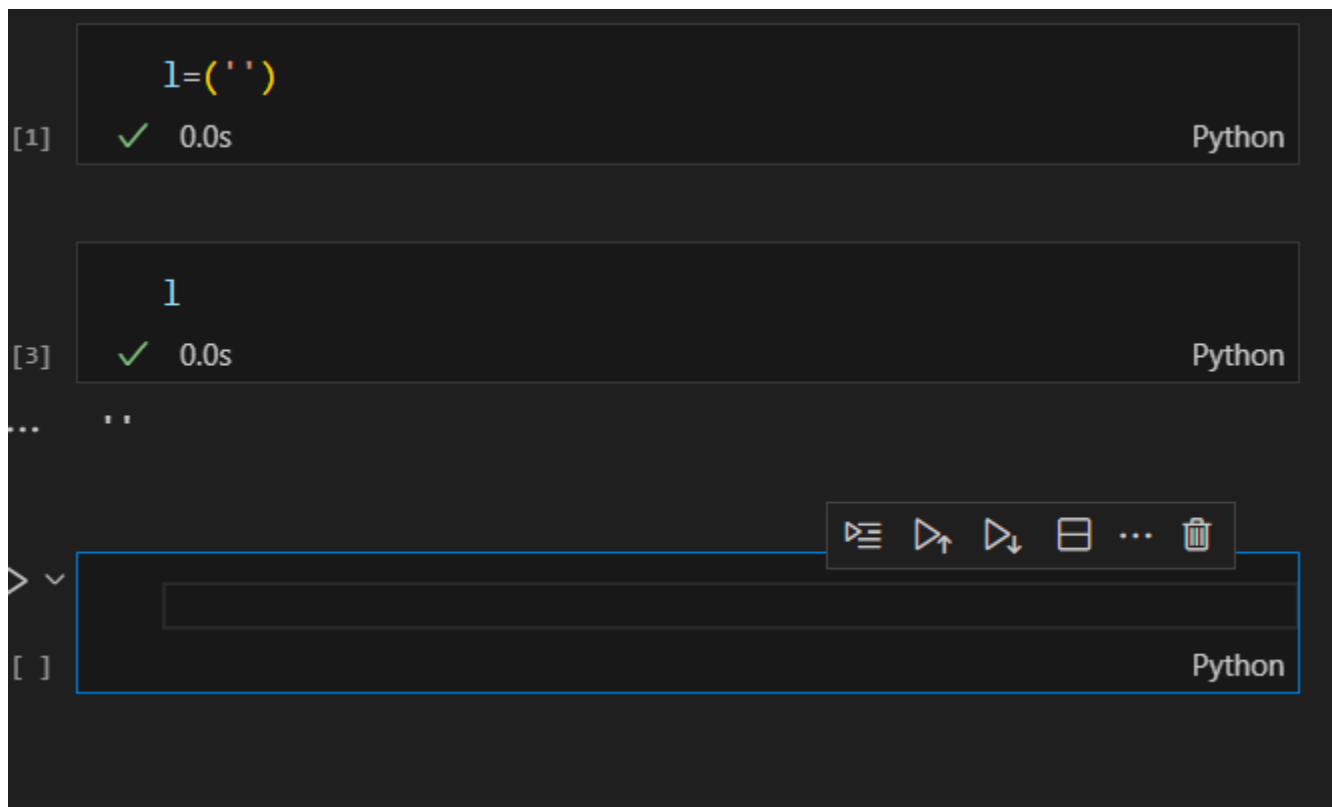 l=('')
[1] 0.0s Python
l
[3] 0.0s Python
... ''
[ ] Python